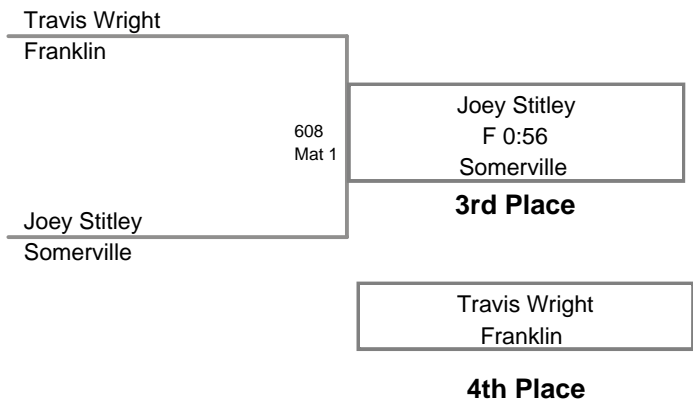 Travis Wright
Franklin
Joey Stitley
F 0:56
Somerville
608
Mat 1
3rd Place
Joey Stitley
Somerville
Travis Wright
Franklin
4th Place